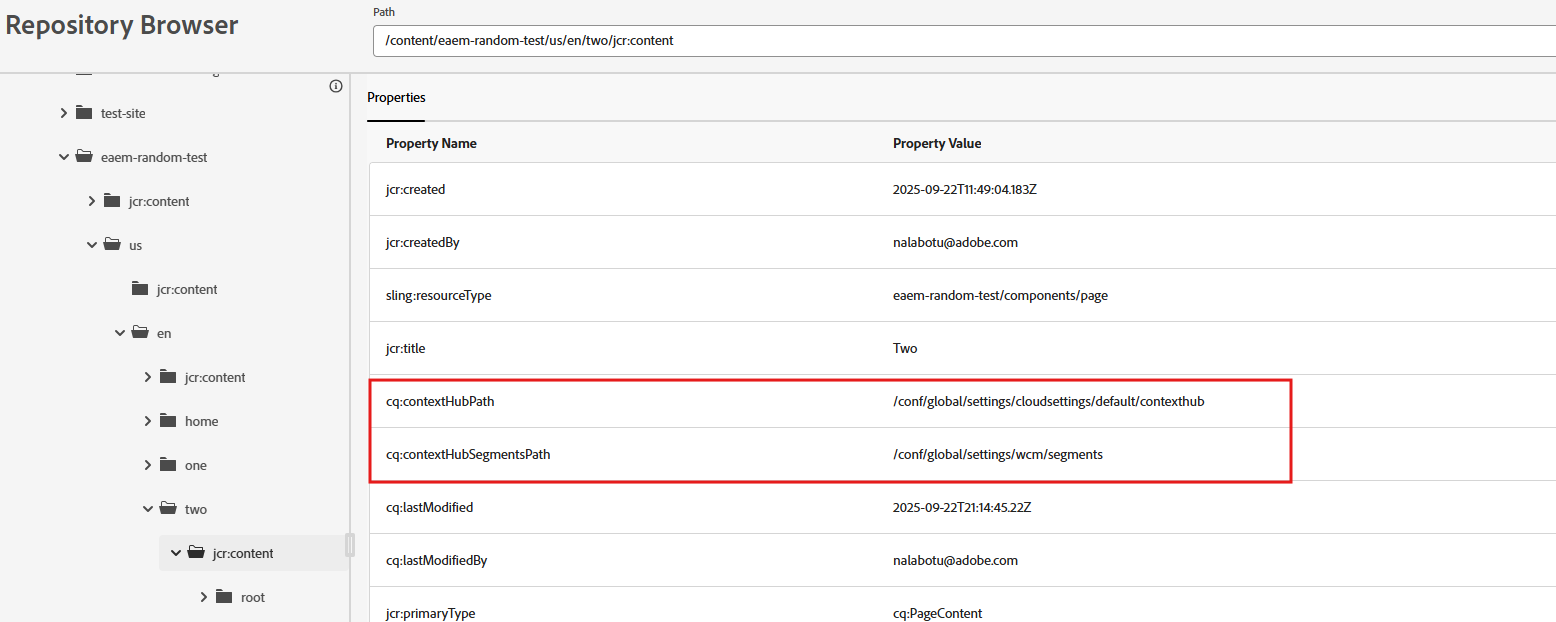 Repository Browser
Path
/content/eaem-random-test/us/en/two/jcr:content
test-site
eaem-random-test
jcr:content
us
jcr:content
en
jcr:content
home
one
two
jcr:content
root
Properties
Property Name Property Value
jcr:created 2025-09-22T11:49:04.183Z
jcr:createdBy nalabotu@adobe.com
sling:resourceType eaem-random-test/components/page
jcr:title Two
cq:contextHubPath /conf/global/settings/cloudsettings/default/contexthub
cq:contextHubSegmentsPath /conf/global/settings/wcm/segments
cq:lastModified 2025-09-22T21:14:45.22Z
cq:lastModifiedBy nalabotu@adobe.com
jcr:primaryType cq:PageContent